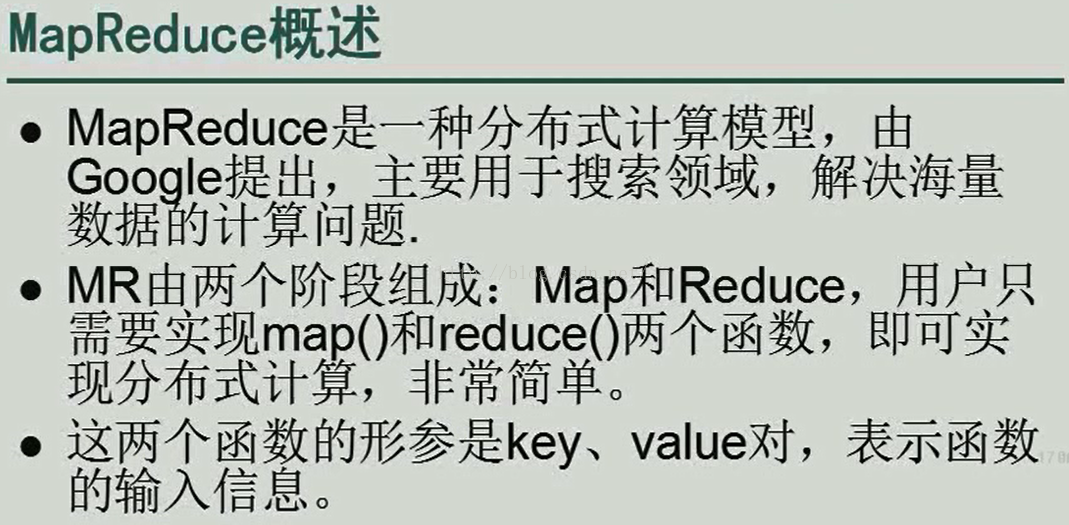 MapReduce概述
● MapReduce是一种分布式计算模型，由
Google提出，主要用于搜索领域，解决海量
数据的计算问题.
● MR由两个阶段组成：Map和Reduce，用户只
需要实现map()和reduce()两个函数，即可实
现分布式计算，非常简单。
● 这两个函数的形参是key、value对，表示函数
的输入信息。